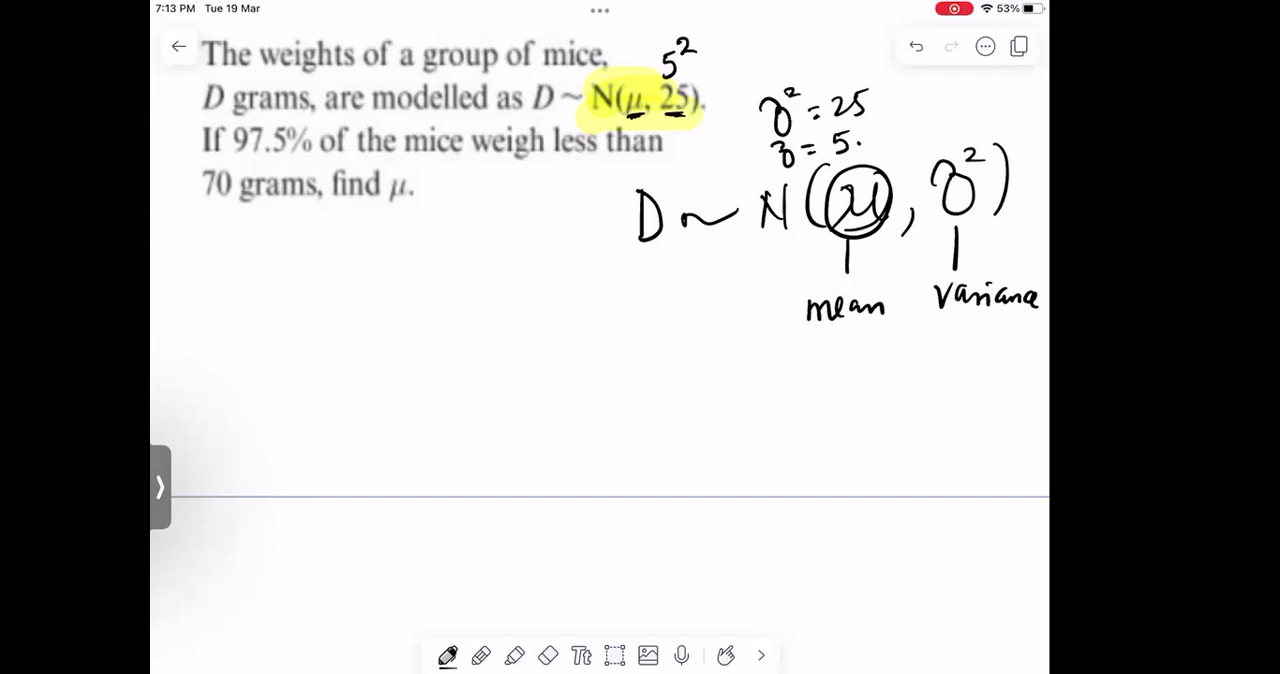 7:13 PM Tue 19 Mar
53%
The weights of a group of mice,
5²
D grams, are modelled as D ~ N(μ, 25).
σ² = 25
If 97.5% of the mice weigh less than
σ = 5.
70 grams, find μ.
D ~ N(μ, σ²)
mean variance
Tt